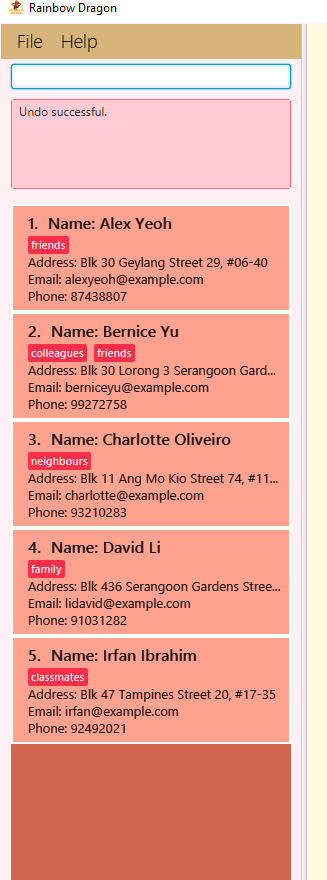 Rainbow Dragon
File Help
Undo successful.
1. Name: Alex Yeoh
friends
Address: Blk 30 Geylang Street 29, #06-40
Email: alexyeoh@example.com
Phone: 87438807
2. Name: Bernice Yu
colleagues friends
Address: Blk 30 Lorong 3 Serangoon Gard...
Email: berniceyu@example.com
Phone: 99272758
3. Name: Charlotte Oliveiro
neighbours
Address: Blk 11 Ang Mo Kio Street 74, #11...
Email: charlotte@example.com
Phone: 93210283
4. Name: David Li
family
Address: Blk 436 Serangoon Gardens Stree...
Email: lidavid@example.com
Phone: 91031282
5. Name: Irfan Ibrahim
classmates
Address: Blk 47 Tampines Street 20, #17-35
Email: irfan@example.com
Phone: 92492021